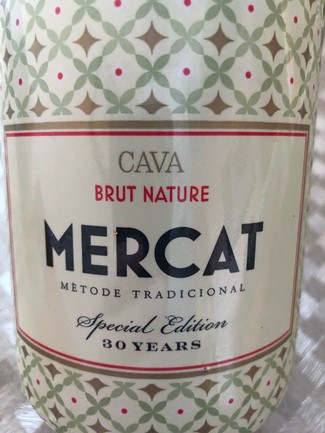 CAVA
BRUT NATURE
MERCAT
MÈTODE TRADICIONAL
Special Edition
30 YEARS